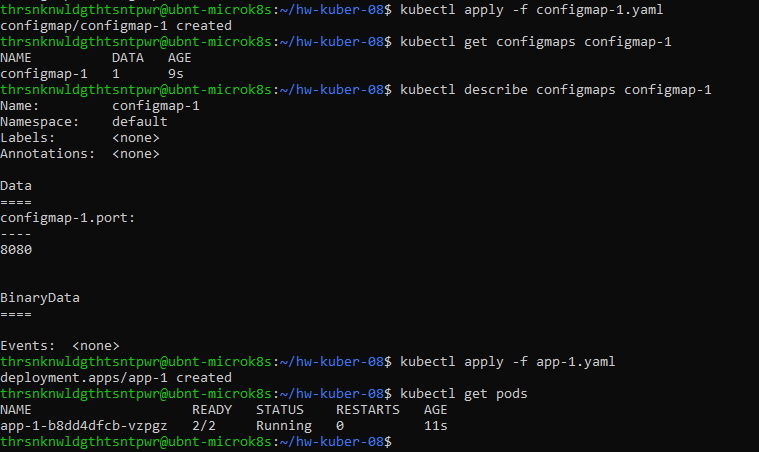 thrsnknwldgthtsntpwr@ubnt-microk8s:~/hw-kuber-08$ kubectl apply -f configmap-1.yaml
configmap/configmap-1 created
thrsnknwldgthtsntpwr@ubnt-microk8s:~/hw-kuber-08$ kubectl get configmaps configmap-1
NAME          DATA   AGE
configmap-1   1      9s
thrsnknwldgthtsntpwr@ubnt-microk8s:~/hw-kuber-08$ kubectl describe configmaps configmap-1
Name:         configmap-1
Namespace:    default
Labels:       <none>
Annotations:  <none>

Data
====
configmap-1.port:
----
8080


BinaryData
====

Events:  <none>
thrsnknwldgthtsntpwr@ubnt-microk8s:~/hw-kuber-08$ kubectl apply -f app-1.yaml
deployment.apps/app-1 created
thrsnknwldgthtsntpwr@ubnt-microk8s:~/hw-kuber-08$ kubectl get pods
NAME                    READY   STATUS    RESTARTS   AGE
app-1-b8dd4dfcb-vzpgz   2/2     Running   0          11s
thrsnknwldgthtsntpwr@ubnt-microk8s:~/hw-kuber-08$